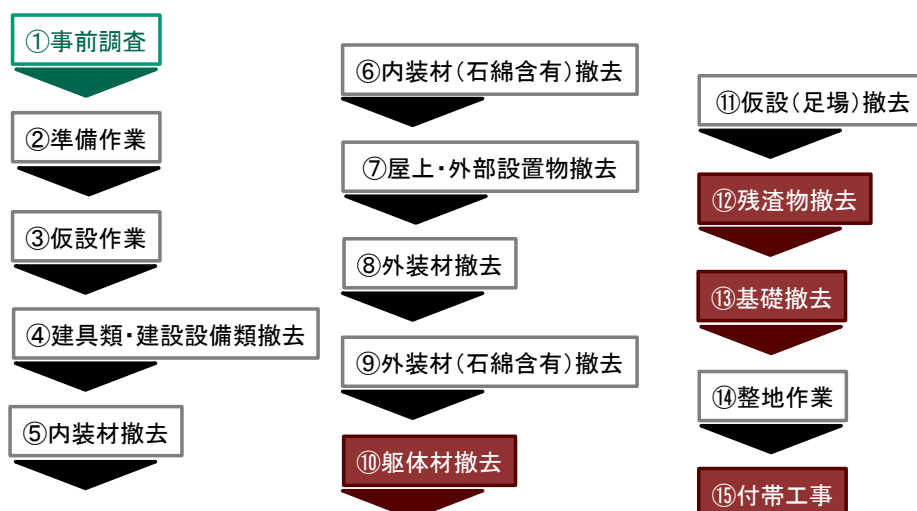 ①事前調査
②準備作業
③仮設作業
④建具類・建設設備類撤去
⑤内装材撤去
⑥内装材(石綿含有)撤去
⑦屋上・外部設置物撤去
⑧外装材撤去
⑨外装材(石綿含有)撤去
⑩躯体材撤去
⑪仮設(足場)撤去
⑫残渣物撤去
⑬基礎撤去
⑭整地作業
⑮付帯工事